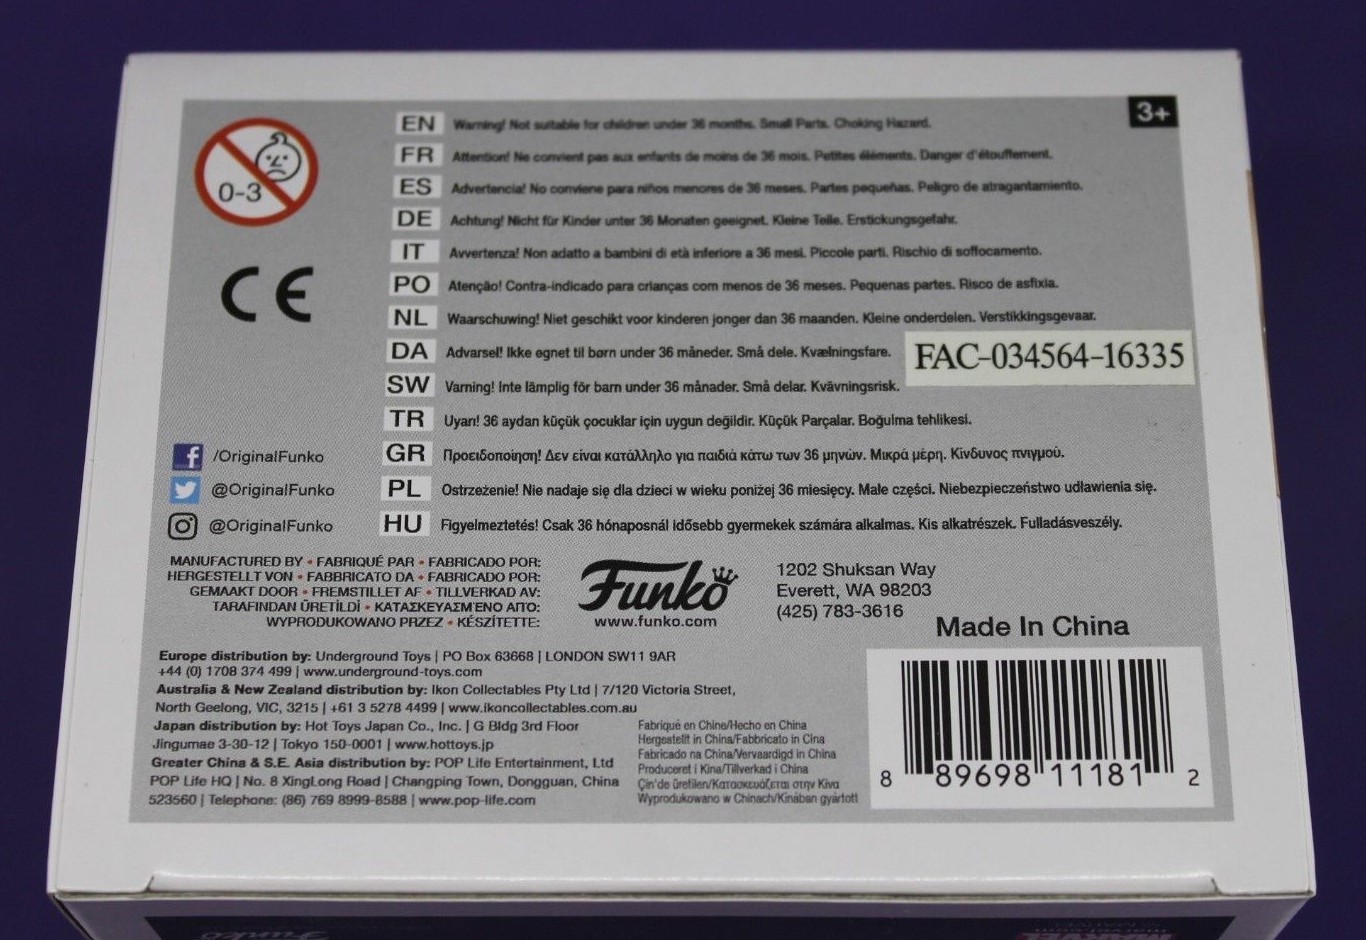 3+
0-3
EN Warning! Not suitable for children under 36 months. Small Parts. Choking Hazard.
FR Attention! Ne convient pas aux enfants de moins de 36 mois. Petites éléments. Danger d'étouffement.
ES Advertencia! No conviene para niños menores de 36 meses. Partes pequeñas. Peligro de atragantamiento.
DE Achtung! Nicht für Kinder unter 36 Monaten geeignet. Kleine Teile. Erstickungsgefahr.
IT Avvertenza! Non adatto a bambini di età inferiore a 36 mesi. Piccole parti. Rischio di soffocamento.
PO Atenção! Contra-indicado para crianças com menos de 36 meses. Pequenas partes. Risco de asfixia.
NL Waarschuwing! Niet geschikt voor kinderen jonger dan 36 maanden. Kleine onderdelen. Verstikkingsgevaar.
DA Advarsel! Ikke egnet til børn under 36 måneder. Små dele. Kvælningsfare.
SW Varning! Inte lämplig för barn under 36 månader. Små delar. Kvävningsrisk.
TR Uyarı! 36 aydan küçük çocuklar için uygun değildir. Küçük Parçalar. Boğulma tehlikesi.
GR Προειδοποίηση! Δεν είναι κατάλληλο για παιδιά κάτω των 36 μηνών. Μικρά μέρη. Κίνδυνος πνιγμού.
PL Ostrzeżenie! Nie nadaje się dla dzieci w wieku poniżej 36 miesięcy. Małe części. Niebezpieczeństwo udławienia się.
HU Figyelmeztetés! Csak 36 hónaposnál idősebb gyermekek számára alkalmas. Kis alkatrészek. Fulladásveszély.
FAC-034564-16335
CE
/OriginalFunko
@OriginalFunko
@OriginalFunko
MANUFACTURED BY • FABRIQUÉ PAR • FABRICADO POR:
HERGESTELLT VON • FABBRICATO DA • FABRICADO POR:
GEMAAKT DOOR • FREMSTILLET AF • TILLVERKAD AV:
TARAFINDAN ÜRETİLDİ • ΚΑΤΑΣΚΕΥΑΣΜΈΝΟ ΑΠΌ:
WYPRODUKOWANO PRZEZ • KÉSZÍTETTE:
Funko
www.funko.com
1202 Shuksan Way
Everett, WA 98203
(425) 783-3616
Made In China
Europe distribution by: Underground Toys | PO Box 63668 | LONDON SW11 9AR
+44 (0) 1708 374 499 | www.underground-toys.com
Australia & New Zealand distribution by: Ikon Collectables Pty Ltd | 7/120 Victoria Street,
North Geelong, VIC, 3215 | +61 3 5278 4499 | www.ikoncollectables.com.au
Japan distribution by: Hot Toys Japan Co., Inc. | G Bldg 3rd Floor
Jingumae 3-30-12 | Tokyo 150-0001 | www.hottoys.jp
Greater China & S.E. Asia distribution by: POP Life Entertainment, Ltd
POP Life HQ | No. 8 XingLong Road | Changping Town, Dongguan, China
523560 | Telephone: (86) 769 8999-8588 | www.pop-life.com
Fabriqué en Chine/Hecho en China
Hergestellt in China/Fabbricato in Cina
Fabricado na China/Vervaardigd in China
Produceret i Kina/Tillverkad i China
Çin'de üretilen/Κατασκευάζεται στην Κίνα
Wyprodukowano w Chinach/Kínában gyártott
8 89698 11181 2
Funko
marvel.com
MARVEL